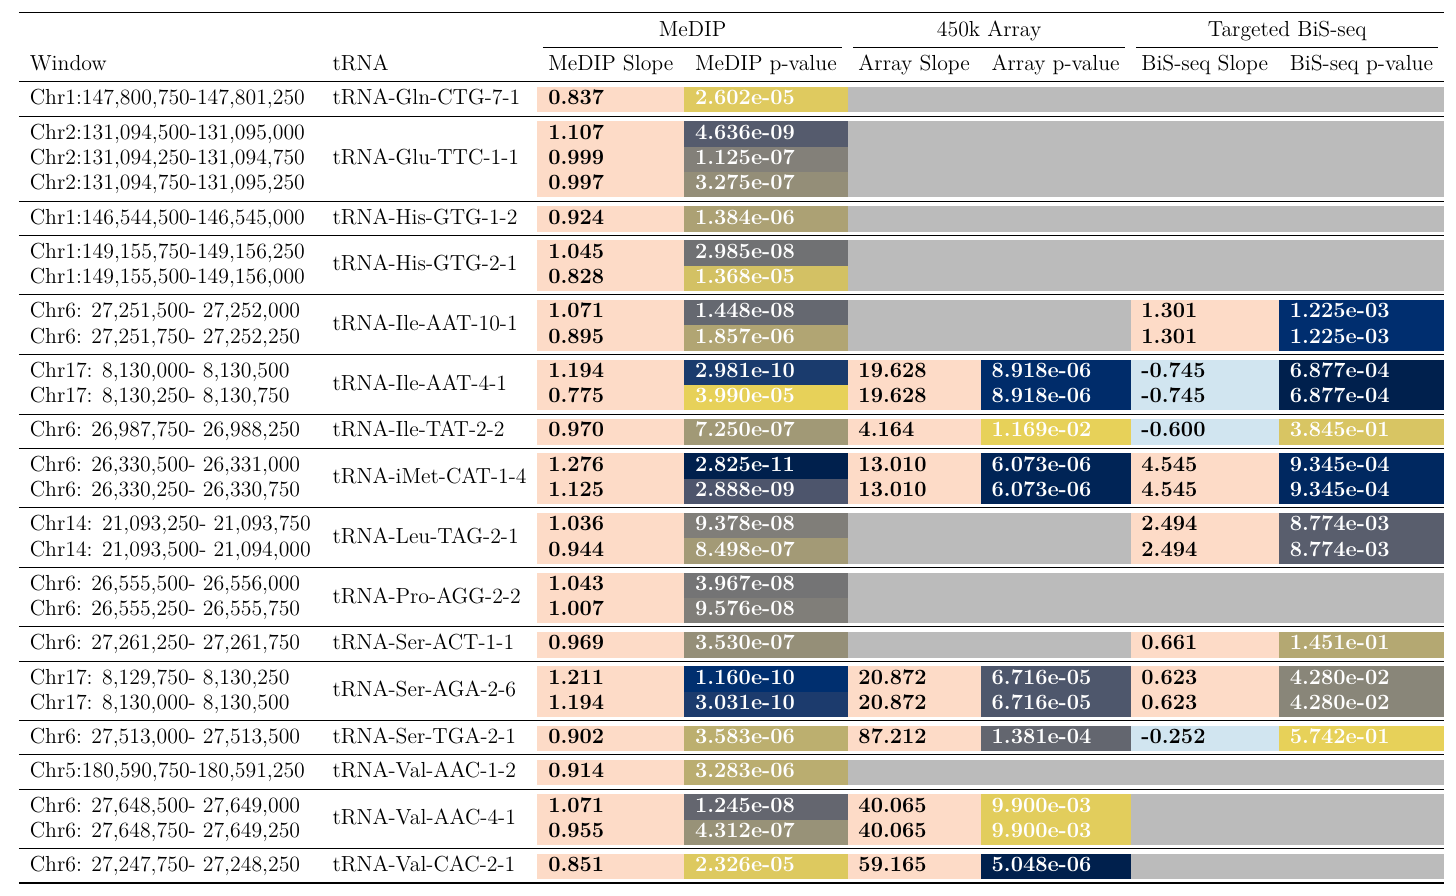 MeDIP 450k Array Targeted BiS-seq
Window tRNA MeDIP Slope MeDIP p-value Array Slope Array p-value BiS-seq Slope BiS-seq p-value
Chr1:147,800,750-147,801,250 tRNA-Gln-CTG-7-1 0.837 2.602e-05
Chr2:131,094,500-131,095,000 1.107 4.636e-09
Chr2:131,094,250-131,094,750 tRNA-Glu-TTC-1-1 0.999 1.125e-07
Chr2:131,094,750-131,095,250 0.997 3.275e-07
Chr1:146,544,500-146,545,000 tRNA-His-GTG-1-2 0.924 1.384e-06
Chr1:149,155,750-149,156,250 1.045 2.985e-08
tRNA-His-GTG-2-1
Chr1:149,155,500-149,156,000 0.828 1.368e-05
Chr6: 27,251,500- 27,252,000 1.071 1.448e-08 1.301 1.225e-03
tRNA-Ile-AAT-10-1
Chr6: 27,251,750- 27,252,250 0.895 1.857e-06 1.301 1.225e-03
Chr17: 8,130,000- 8,130,500 1.194 2.981e-10 19.628 8.918e-06 -0.745 6.877e-04
tRNA-Ile-AAT-4-1
Chr17: 8,130,250- 8,130,750 0.775 3.990e-05 19.628 8.918e-06 -0.745 6.877e-04
Chr6: 26,987,750- 26,988,250 tRNA-Ile-TAT-2-2 0.970 7.250e-07 4.164 1.169e-02 -0.600 3.845e-01
Chr6: 26,330,500- 26,331,000 1.276 2.825e-11 13.010 6.073e-06 4.545 9.345e-04
tRNA-iMet-CAT-1-4
Chr6: 26,330,250- 26,330,750 1.125 2.888e-09 13.010 6.073e-06 4.545 9.345e-04
Chr14: 21,093,250- 21,093,750 1.036 9.378e-08 2.494 8.774e-03
tRNA-Leu-TAG-2-1
Chr14: 21,093,500- 21,094,000 0.944 8.498e-07 2.494 8.774e-03
Chr6: 26,555,500- 26,556,000 1.043 3.967e-08
tRNA-Pro-AGG-2-2
Chr6: 26,555,250- 26,555,750 1.007 9.576e-08
Chr6: 27,261,250- 27,261,750 tRNA-Ser-ACT-1-1 0.969 3.530e-07 0.661 1.451e-01
Chr17: 8,129,750- 8,130,250 1.211 1.160e-10 20.872 6.716e-05 0.623 4.280e-02
tRNA-Ser-AGA-2-6
Chr17: 8,130,000- 8,130,500 1.194 3.031e-10 20.872 6.716e-05 0.623 4.280e-02
Chr6: 27,513,000- 27,513,500 tRNA-Ser-TGA-2-1 0.902 3.583e-06 87.212 1.381e-04 -0.252 5.742e-01
Chr5:180,590,750-180,591,250 tRNA-Val-AAC-1-2 0.914 3.283e-06
Chr6: 27,648,500- 27,649,000 1.071 1.245e-08 40.065 9.900e-03
tRNA-Val-AAC-4-1
Chr6: 27,648,750- 27,649,250 0.955 4.312e-07 40.065 9.900e-03
Chr6: 27,247,750- 27,248,250 tRNA-Val-CAC-2-1 0.851 2.326e-05 59.165 5.048e-06